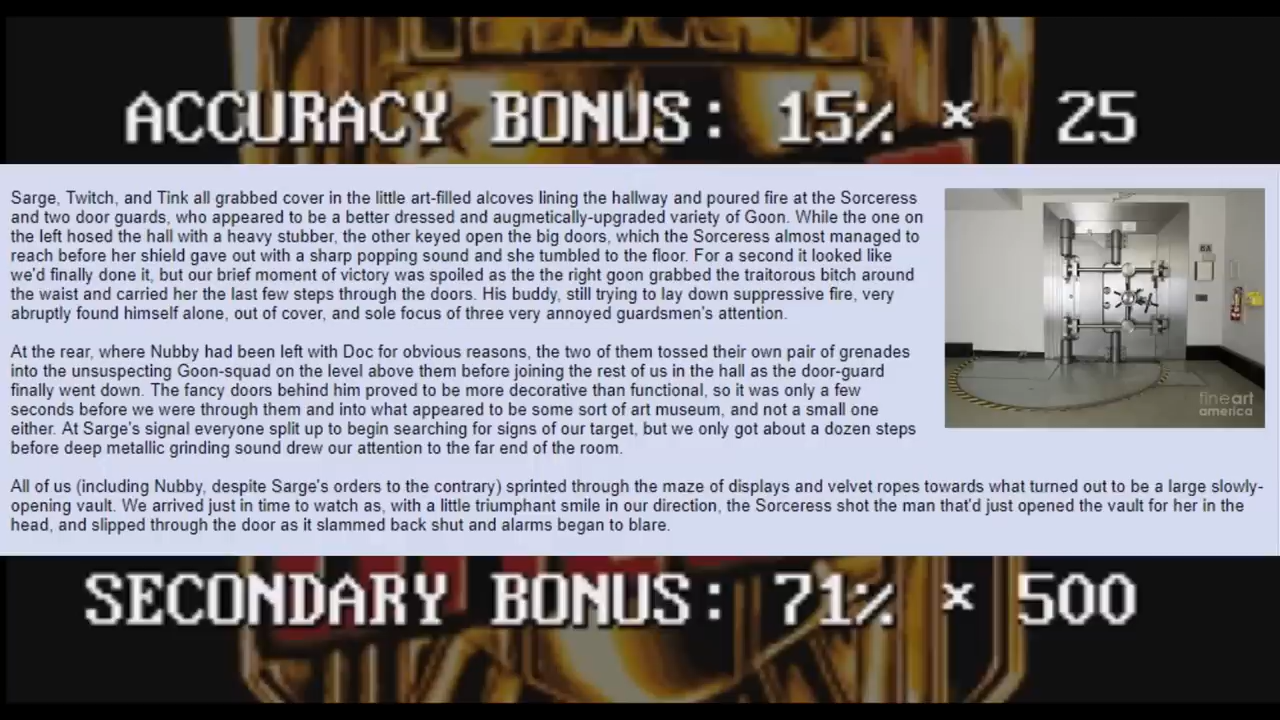 ACCURACY BONUS: 15% × 25
Sarge, Twitch, and Tink all grabbed cover in the little art-filled alcoves lining the hallway and poured fire at the Sorceress
and two door guards, who appeared to be a better dressed and augmetically-upgraded variety of Goon. While the one on
the left hosed the hall with a heavy stubber, the other keyed open the big doors, which the Sorceress almost managed to
reach before her shield gave out with a sharp popping sound and she tumbled to the floor. For a second it looked like
we'd finally done it, but our brief moment of victory was spoiled as the the right goon grabbed the traitorous bitch around
the waist and carried her the last few steps through the doors. His buddy, still trying to lay down suppressive fire, very
abruptly found himself alone, out of cover, and sole focus of three very annoyed guardsmen's attention.
At the rear, where Nubby had been left with Doc for obvious reasons, the two of them tossed their own pair of grenades
into the unsuspecting Goon-squad on the level above them before joining the rest of us in the hall as the door-guard
finally went down. The fancy doors behind him proved to be more decorative than functional, so it was only a few
seconds before we were through them and into what appeared to be some sort of art museum, and not a small one
either. At Sarge's signal everyone split up to begin searching for signs of our target, but we only got about a dozen steps
before deep metallic grinding sound drew our attention to the far end of the room.
fineart
america
All of us (including Nubby, despite Sarge's orders to the contrary) sprinted through the maze of displays and velvet ropes towards what turned out to be a large slowly-
opening vault. We arrived just in time to watch as, with a little triumphant smile in our direction, the Sorceress shot the man that'd just opened the vault for her in the
head, and slipped through the door as it slammed back shut and alarms began to blare.
SECONDARY BONUS: 71% × 500